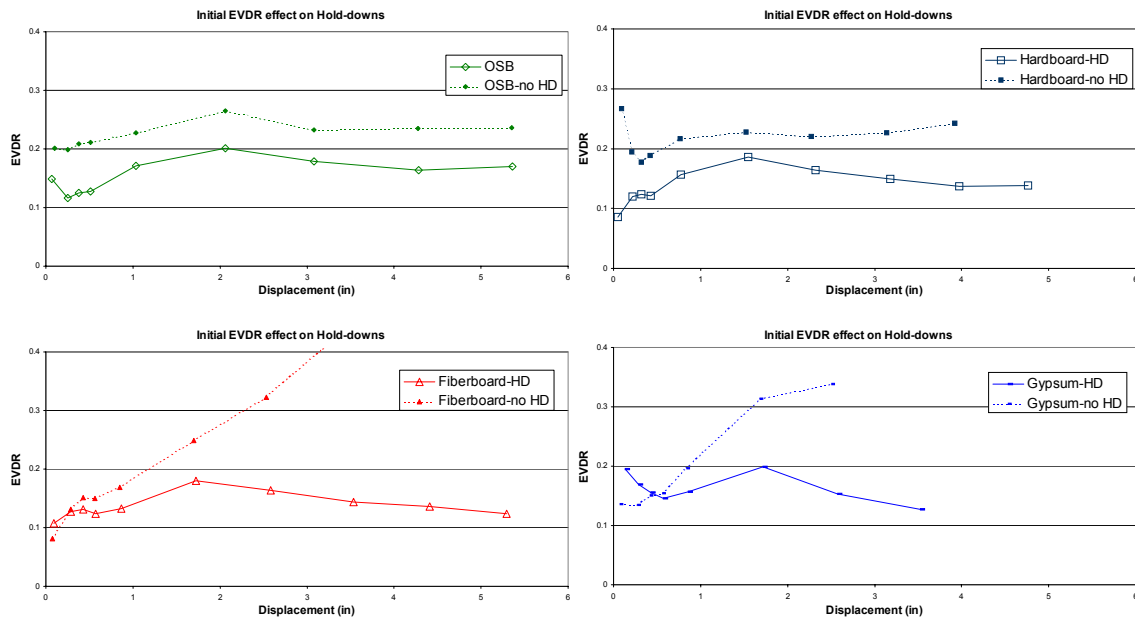 Initial EVDR effect on Hold-downs
0.4
0.3
0.2
0.1
0
EVDR
OSB
OSB-no HD
0 1 2 3 4 5 6
Displacement (in)
Initial EVDR effect on Hold-downs
0.4
0.3
0.2
0.1
0
EVDR
Hardboard-HD
Hardboard-no HD
0 1 2 3 4 5 6
Displacement (in)
Initial EVDR effect on Hold-downs
0.4
0.3
0.2
0.1
0
EVDR
Fiberboard-HD
Fiberboard-no HD
0 1 2 3 4 5 6
Displacement (in)
Initial EVDR effect on Hold-downs
0.4
0.3
0.2
0.1
0
EVDR
Gypsum-HD
Gypsum-no HD
0 1 2 3 4 5 6
Displacement (in)